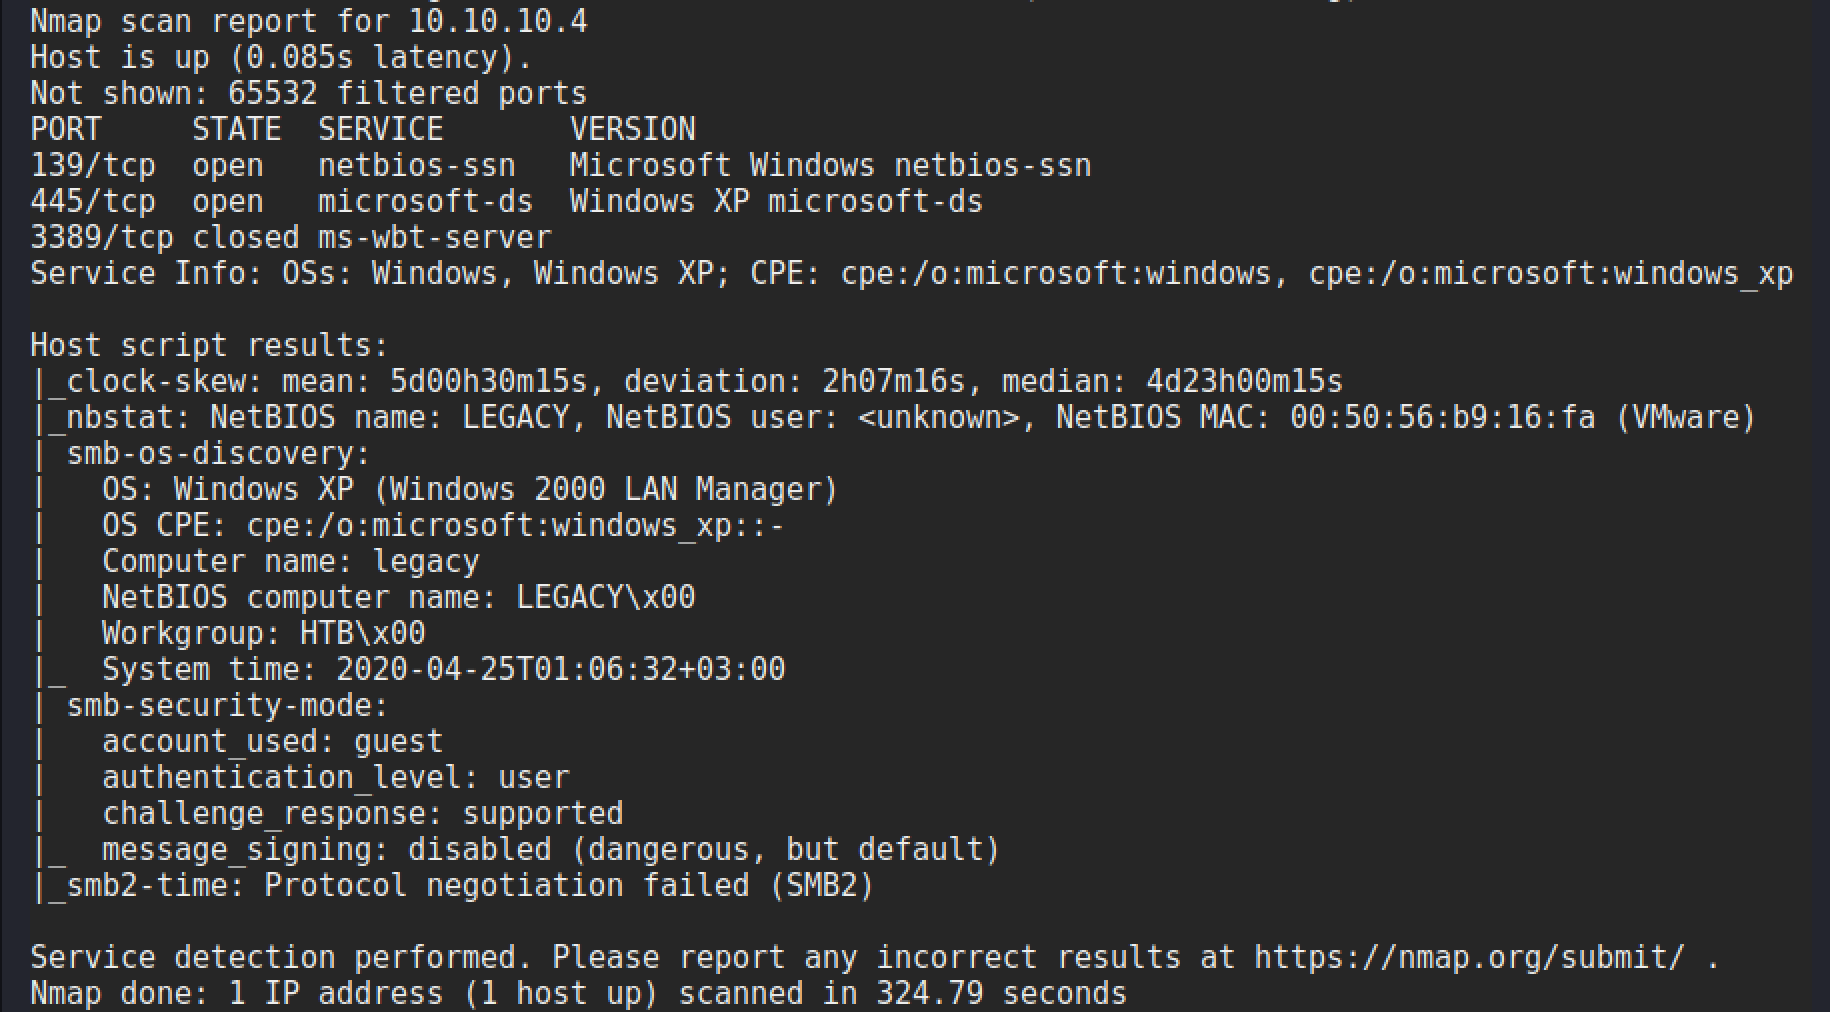 Nmap scan report for 10.10.10.4
Host is up (0.085s latency).
Not shown: 65532 filtered ports
PORT     STATE  SERVICE       VERSION
139/tcp  open   netbios-ssn   Microsoft Windows netbios-ssn
445/tcp  open   microsoft-ds  Windows XP microsoft-ds
3389/tcp closed ms-wbt-server
Service Info: OSs: Windows, Windows XP; CPE: cpe:/o:microsoft:windows, cpe:/o:microsoft:windows_xp

Host script results:
|_clock-skew: mean: 5d00h30m15s, deviation: 2h07m16s, median: 4d23h00m15s
|_nbstat: NetBIOS name: LEGACY, NetBIOS user: <unknown>, NetBIOS MAC: 00:50:56:b9:16:fa (VMware)
| smb-os-discovery:
|   OS: Windows XP (Windows 2000 LAN Manager)
|   OS CPE: cpe:/o:microsoft:windows_xp::-
|   Computer name: legacy
|   NetBIOS computer name: LEGACY\x00
|   Workgroup: HTB\x00
|_  System time: 2020-04-25T01:06:32+03:00
| smb-security-mode:
|   account_used: guest
|   authentication_level: user
|   challenge_response: supported
|_  message_signing: disabled (dangerous, but default)
|_smb2-time: Protocol negotiation failed (SMB2)

Service detection performed. Please report any incorrect results at https://nmap.org/submit/ .
Nmap done: 1 IP address (1 host up) scanned in 324.79 seconds